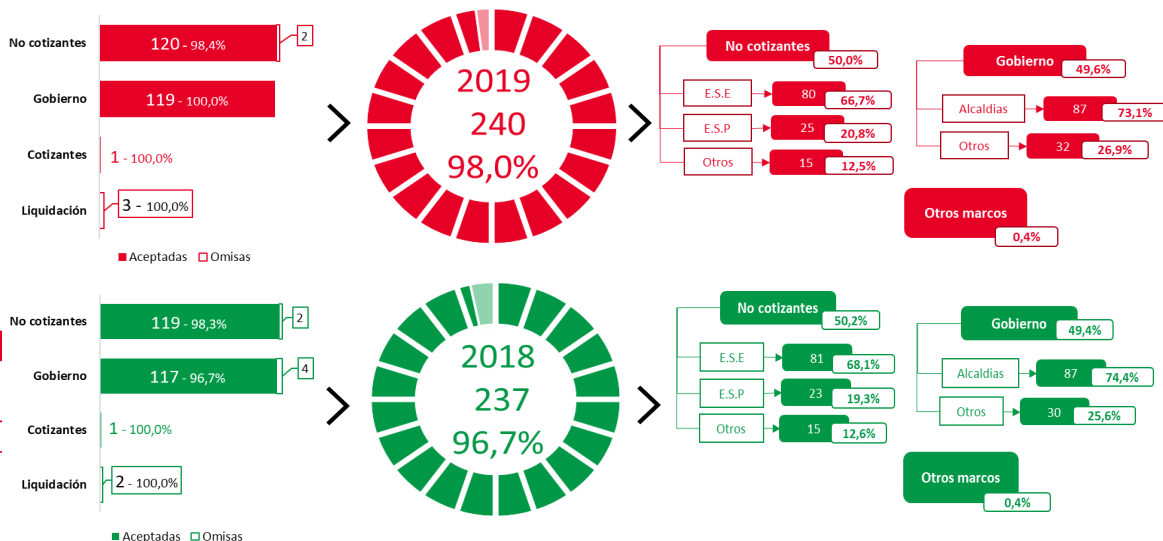 No cotizantes
120 - 98,4%
2
Gobierno
119 - 100,0%
Cotizantes
1 - 100,0%
Liquidación
3 - 100,0%
Aceptadas Omisas
2019
240
98,0%
No cotizantes
50,0%
E.S.E
80
66,7%
E.S.P
25
20,8%
Otros
15
12,5%
Gobierno
49,6%
Alcaldias
87
73,1%
Otros
32
26,9%
Otros marcos
0,4%
No cotizantes
119 - 98,3%
2
Gobierno
117 - 96,7%
4
Cotizantes
1 - 100,0%
Liquidación
2 - 100,0%
Aceptadas Omisas
2018
237
96,7%
No cotizantes
50,2%
E.S.E
81
68,1%
E.S.P
23
19,3%
Otros
15
12,6%
Gobierno
49,4%
Alcaldias
87
74,4%
Otros
30
25,6%
Otros marcos
0,4%